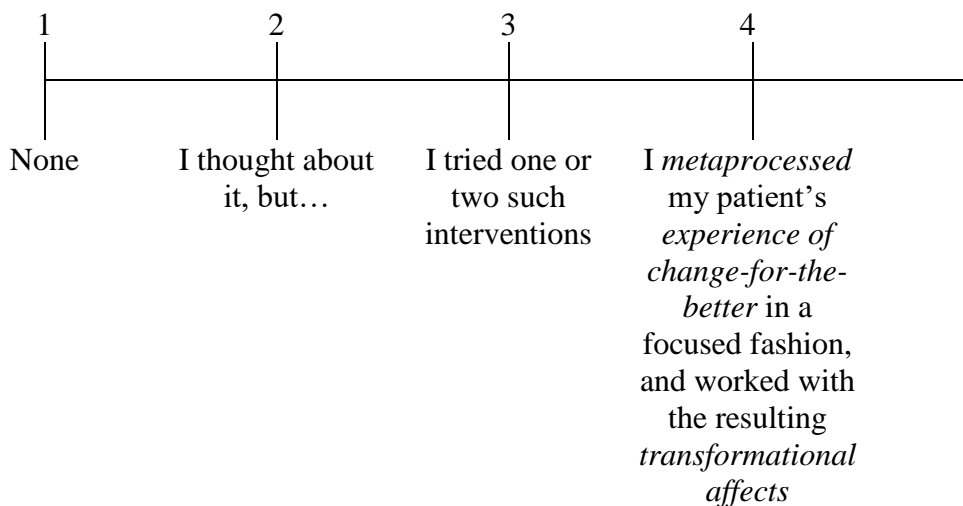 1
2
3
4
None
I thought about
it, but…
I tried one or
two such
interventions
I metaprocessed
my patient’s
experience of
change-for-the-
better in a
focused fashion,
and worked with
the resulting
transformational
affects